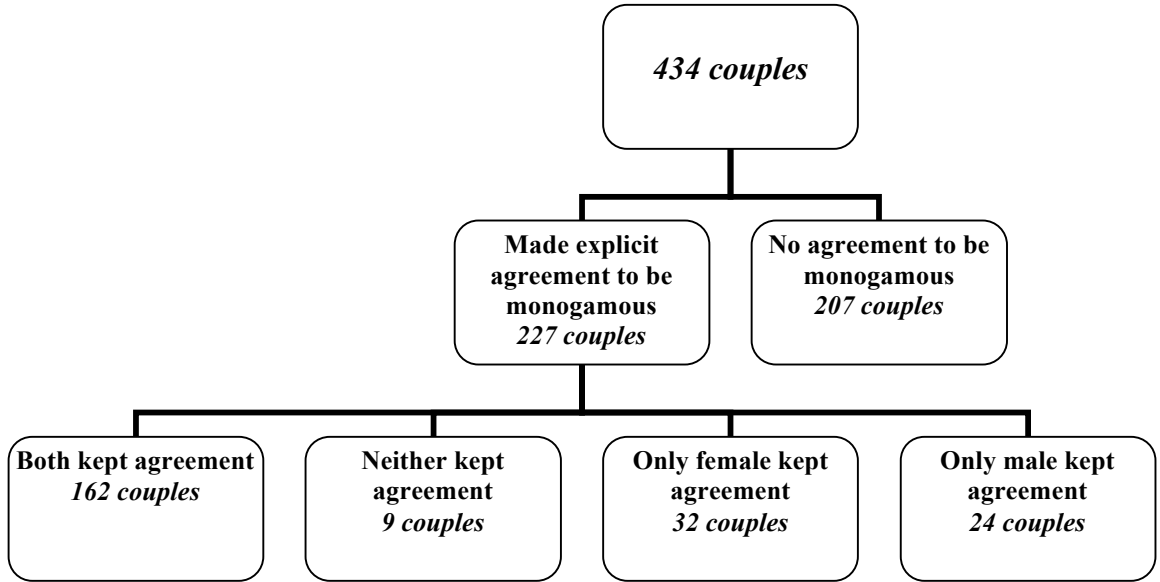 434 couples
Made explicit
agreement to be
monogamous
227 couples
No agreement to be
monogamous
207 couples
Both kept agreement
162 couples
Neither kept
agreement
9 couples
Only female kept
agreement
32 couples
Only male kept
agreement
24 couples